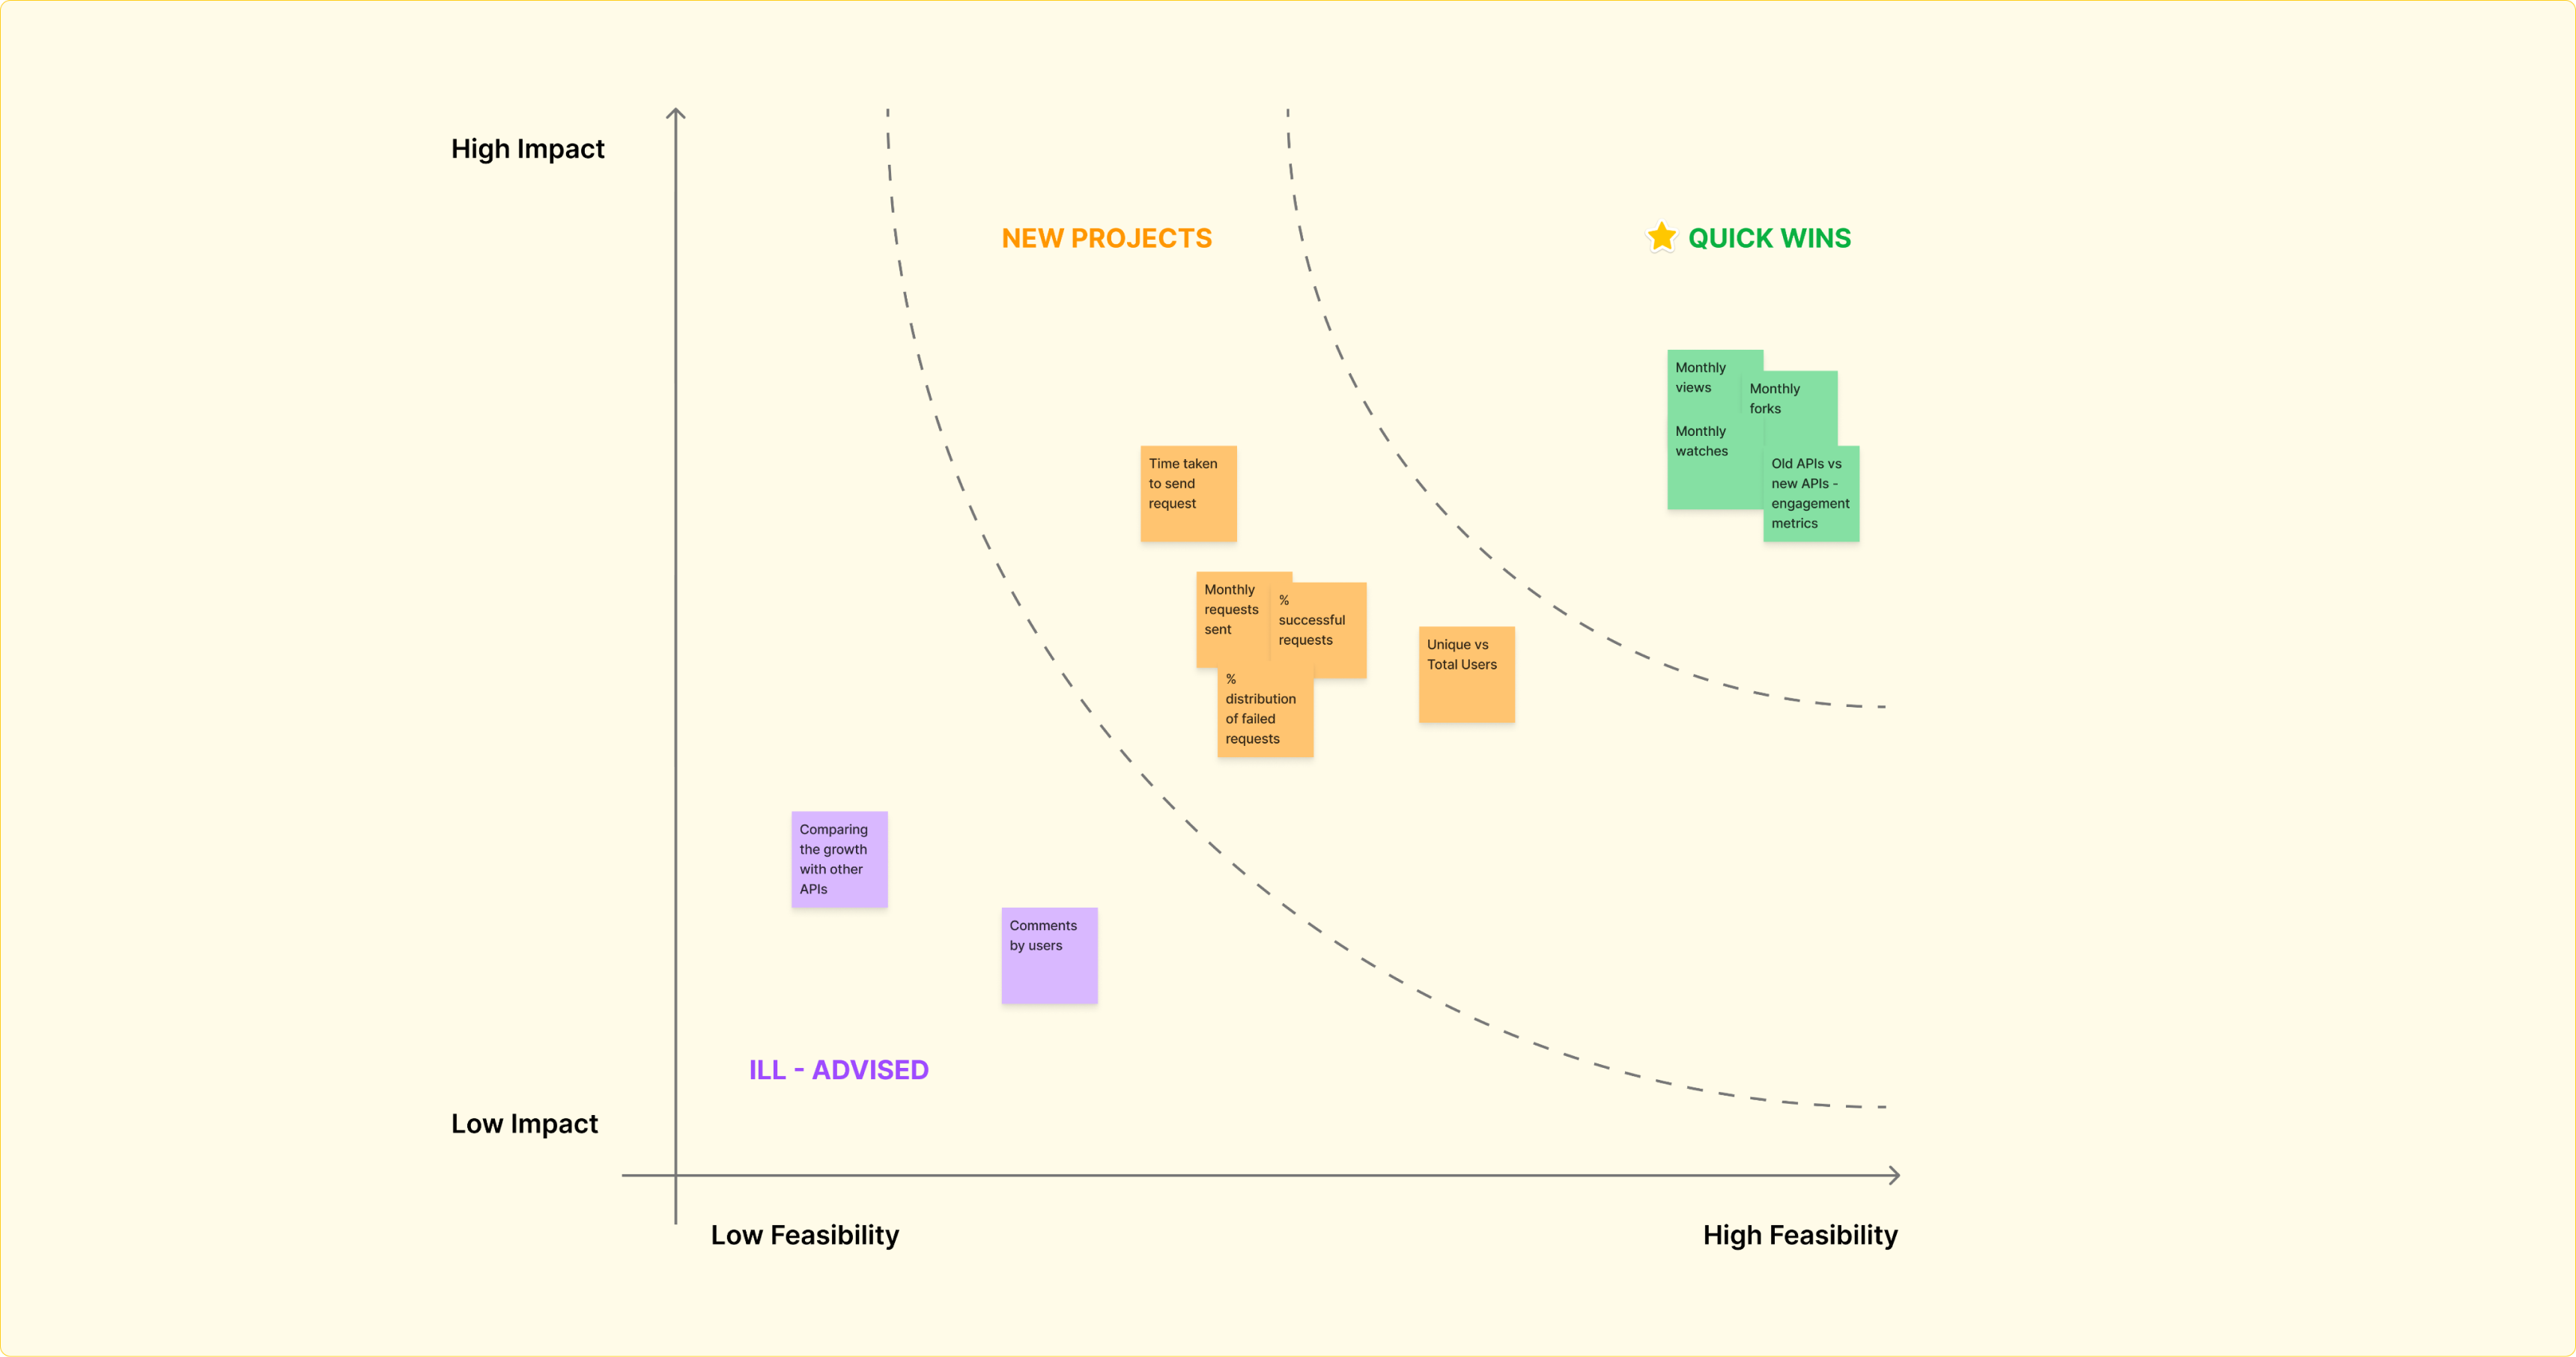 High Impact
NEW PROJECTS
QUICK WINS
Monthly
views
Monthly
forks
Monthly
watches
Old APIs vs
new APIs -
engagement
metrics
Time taken
to send
request
Monthly
requests
sent
%
successful
requests
%
distribution
of failed
requests
Unique vs
Total Users
Comparing
the growth
with other
APIs
Comments
by users
ILL - ADVISED
Low Impact
Low Feasibility
High Feasibility